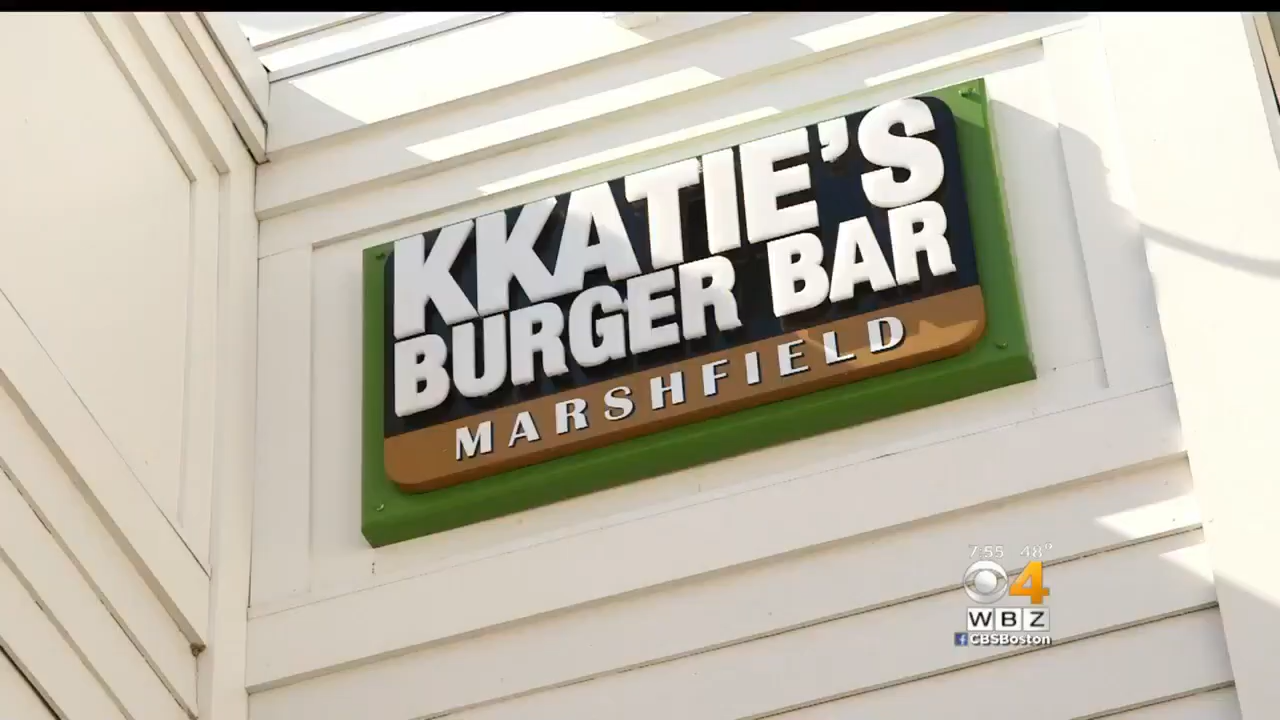 KKATIE'S
BURGER BAR
MARSHFIELD
7:55 48°
4
WBZ
f CBSBoston